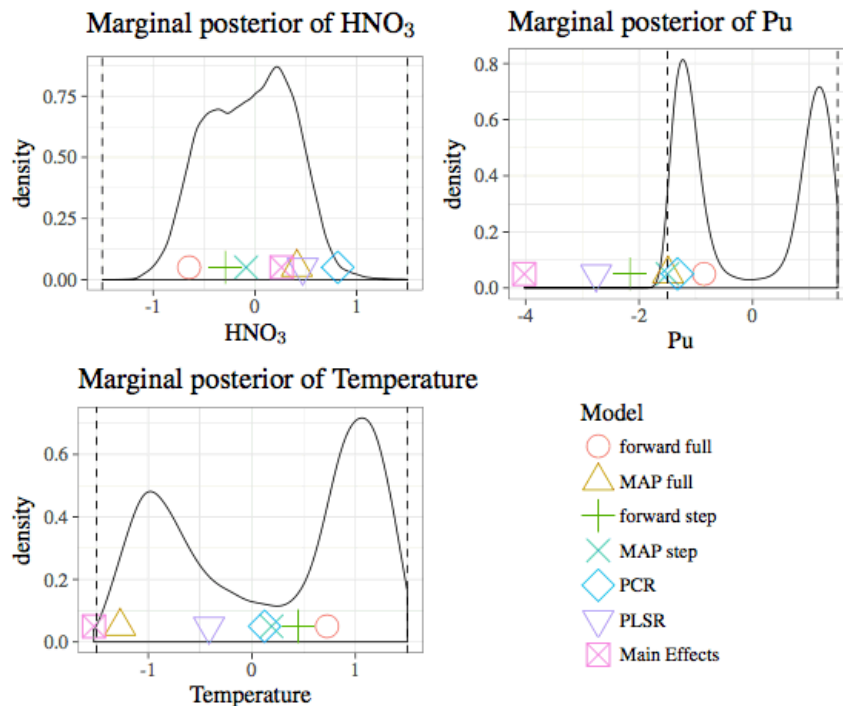 Marginal posterior of HNO₃
0.75
0.50
0.25
0.00
density
-1
0
1
HNO₃
Marginal posterior of Pu
0.8
0.6
0.4
0.2
0.0
density
-4
-2
0
Pu
Marginal posterior of Temperature
0.6
0.4
0.2
0.0
density
-1
0
1
Temperature
Model
forward full
MAP full
forward step
MAP step
PCR
PLSR
Main Effects